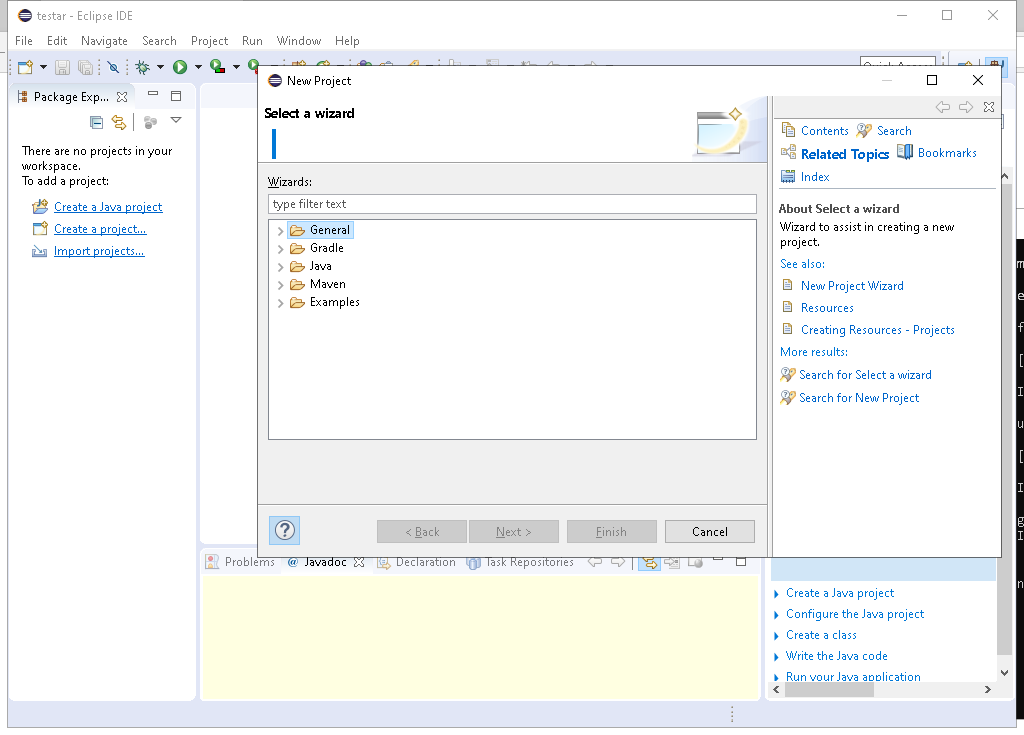 testar - Eclipse IDE
File Edit Navigate Search Project Run Window Help
Package Exp...
There are no projects in your
workspace.
To add a project:
Create a Java project
Create a project...
Import projects...
New Project
Select a wizard
Wizards:
type filter text
General
Gradle
Java
Maven
Examples
< Back Next > Finish Cancel
Contents Search
Related Topics Bookmarks
Index
About Select a wizard
Wizard to assist in creating a new
project.
See also:
New Project Wizard
Resources
Creating Resources - Projects
More results:
Search for Select a wizard
Search for New Project
Problems @ Javadoc Declaration Task Repositories
Create a Java project
Configure the Java project
Create a class
Write the Java code
Run your Java application